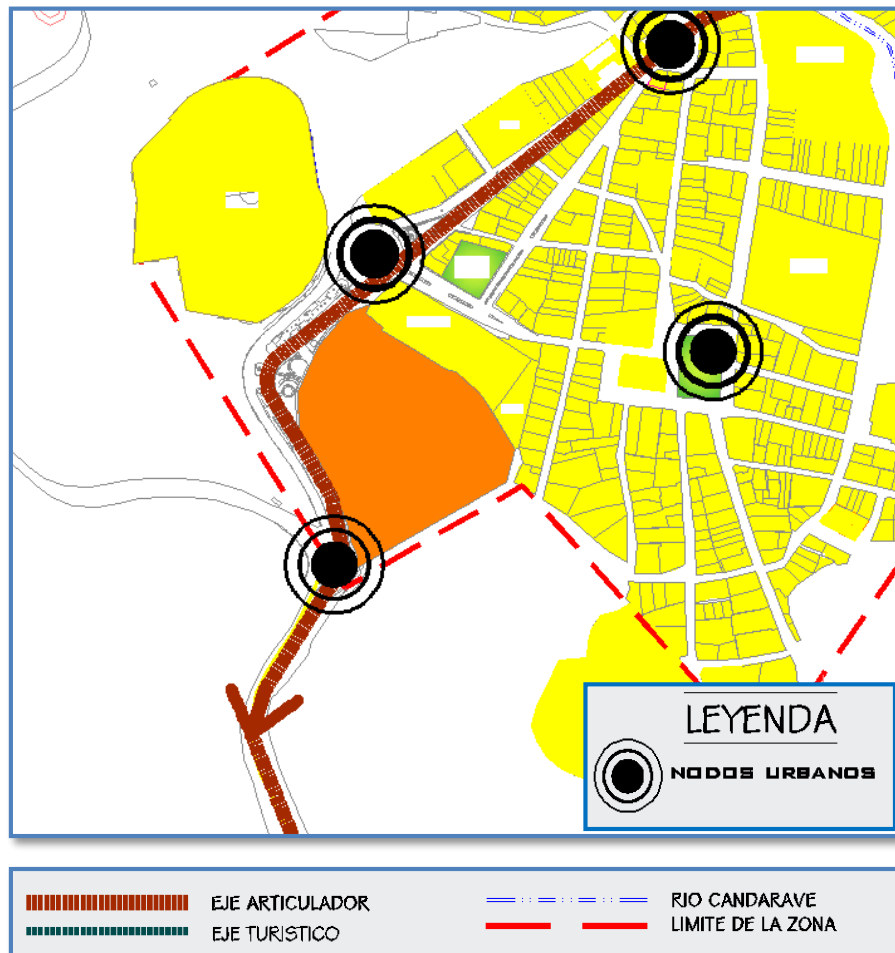 LEYENDA
NODOS URBANOS
EJE ARTICULADOR
EJE TURISTICO
RIO CANDARAVE
LIMITE DE LA ZONA